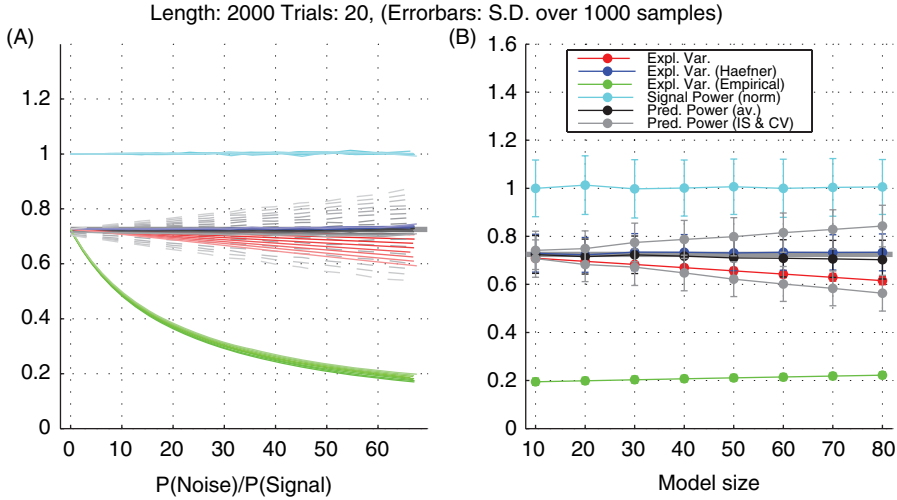 Length: 2000 Trials: 20, (Errorbars: S.D. over 1000 samples)
(A)
1.2
1
0.8
0.6
0.4
0.2
0
0 10 20 30 40 50 60
P(Noise)/P(Signal)
(B)
1.6
1.4
1.2
1
0.8
0.6
0.4
0.2
0
10 20 30 40 50 60 70 80
Model size
Expl. Var.
Expl. Var. (Haefner)
Expl. Var. (Empirical)
Signal Power (norm)
Pred. Power (av.)
Pred. Power (IS & CV)